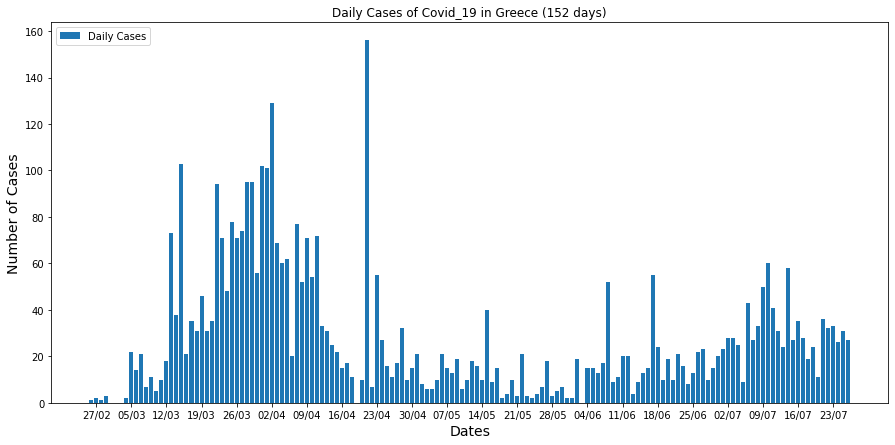 Daily Cases of Covid_19 in Greece (152 days)
Daily Cases
Number of Cases
160
140
120
100
80
60
40
20
0
27/02 05/03 12/03 19/03 26/03 02/04 09/04 16/04 23/04 30/04 07/05 14/05 21/05 28/05 04/06 11/06 18/06 25/06 02/07 09/07 16/07 23/07
Dates